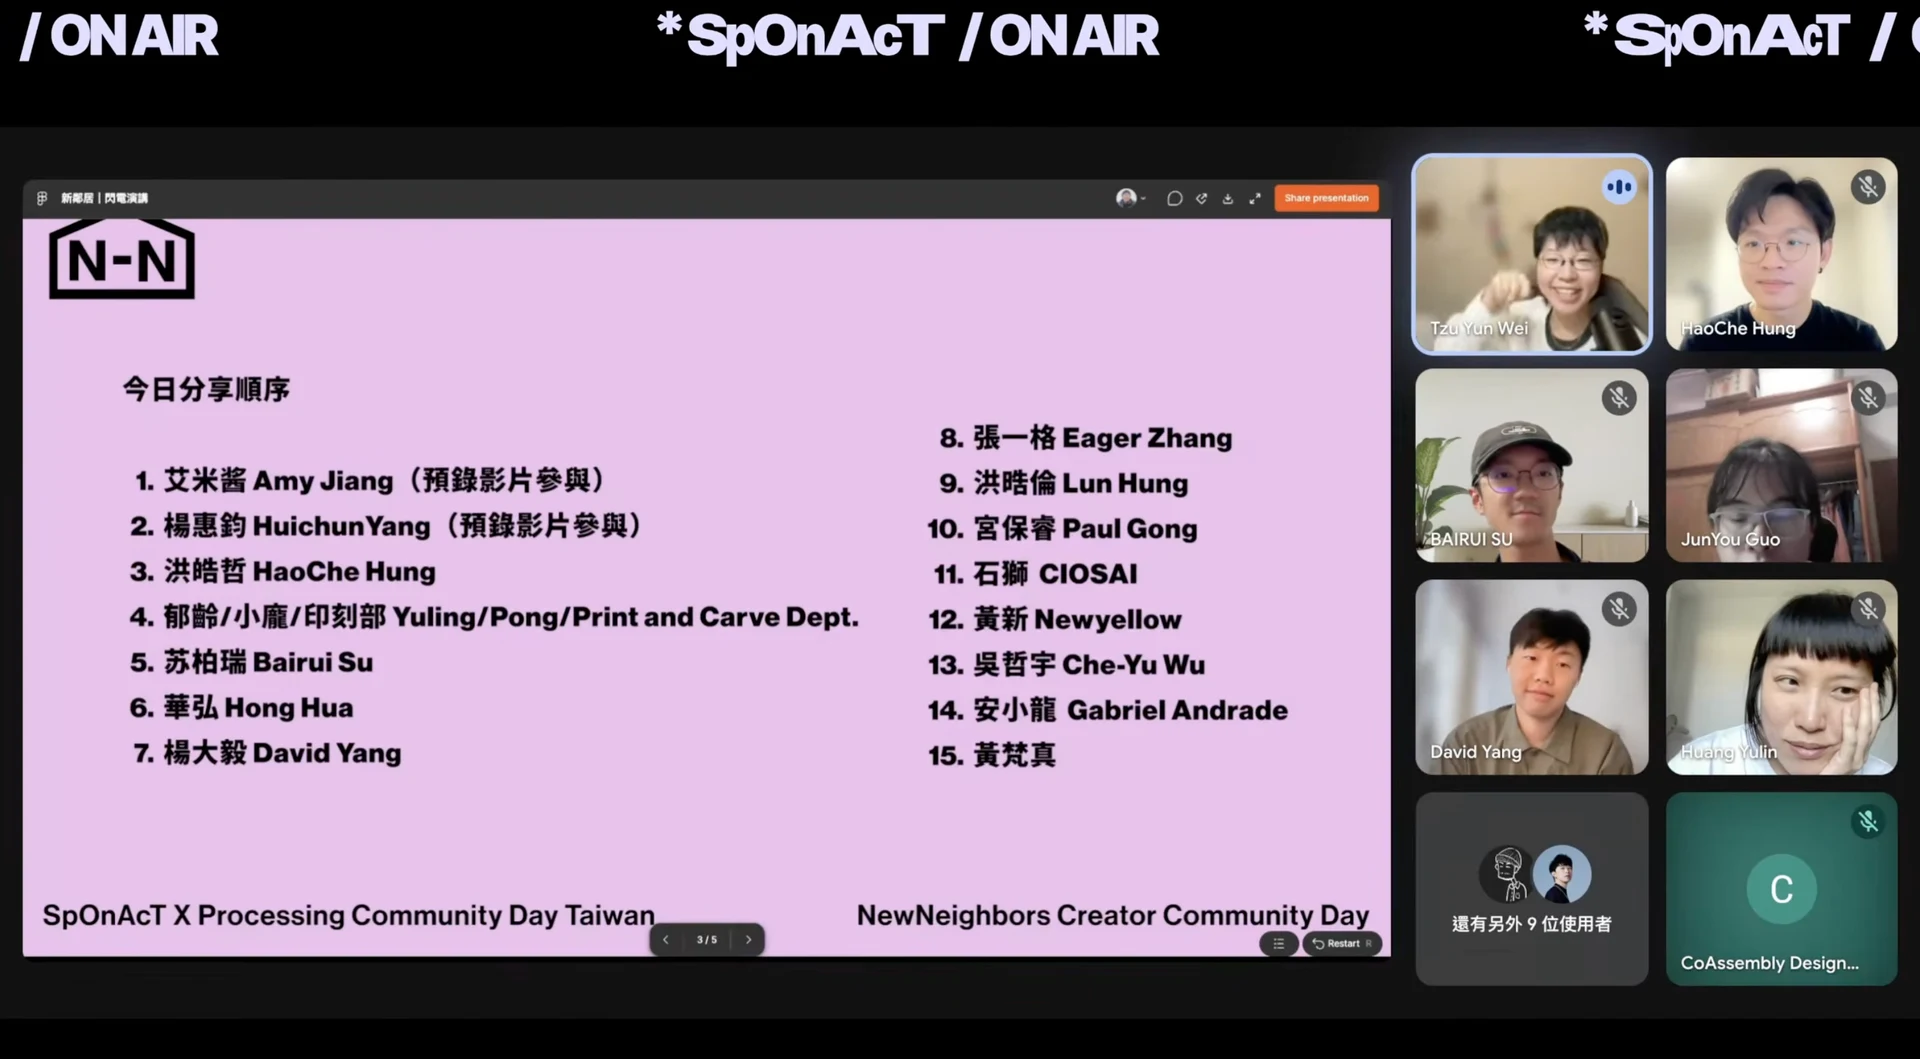 / ON AIR
*SpOnAcT / ON AIR
*SpOnAcT /
新鄰居 | 閃電演講
Share presentation
N-N
今日分享順序
1. 艾米酱 Amy Jiang（預錄影片參與）
2. 楊惠鈞 HuichunYang（預錄影片參與）
3. 洪皓哲 HaoChe Hung
4. 郁齡/小龐/印刻部 Yuling/Pong/Print and Carve Dept.
5. 苏柏瑞 Bairui Su
6. 華弘 Hong Hua
7. 楊大毅 David Yang
8. 張一格 Eager Zhang
9. 洪晧倫 Lun Hung
10. 宮保睿 Paul Gong
11. 石獅 CIOSAI
12. 黃新 Newyellow
13. 吳哲宇 Che-Yu Wu
14. 安小龍 Gabriel Andrade
15. 黃梵真
SpOnAcT X Processing Community Day Taiwan
NewNeighbors Creator Community Day
3 / 5
Restart R
Tzu Yun Wei
HaoChe Hung
BAIRUI SU
JunYou Guo
David Yang
Huang Yulin
還有另外 9 位使用者
C
CoAssembly Design...